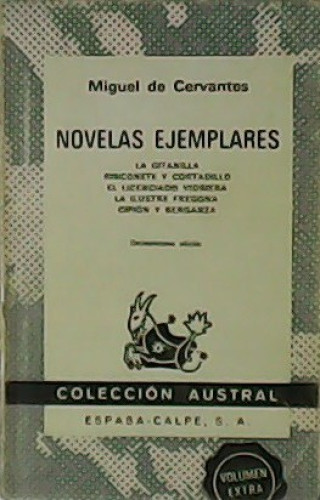 Miguel de Cervantes
NOVELAS EJEMPLARES
LA GITANILLA
RINCONETE Y CORTADILLO
EL LICENCIADO VIDRIERA
LA ILUSTRE FREGONA
CIPIÓN Y BERGANZA
edición
COLECCIÓN AUSTRAL
ESPASA-CALPE, S. A.
VOLUMEN
EXTRA